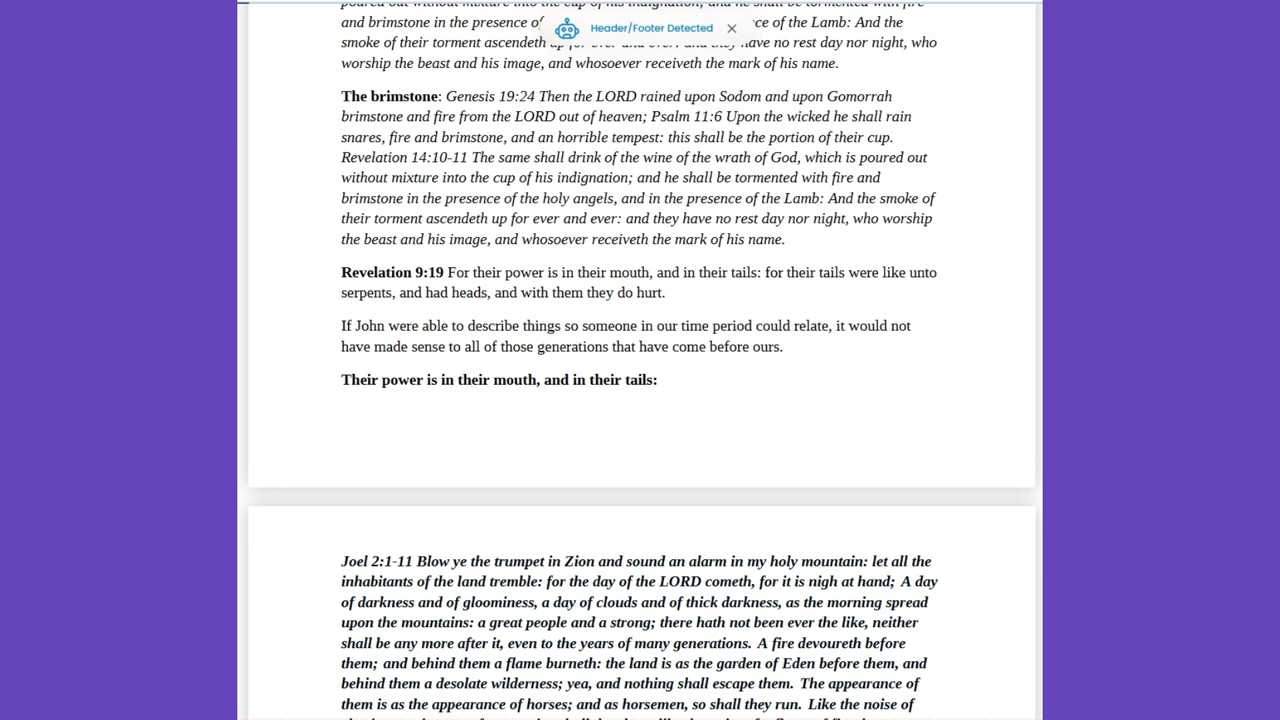 and brimstone in the presence of
Header/Footer Detected
ce of the Lamb: And the
smoke of their torment ascendeth up for ever and ever: and they have no rest day nor night, who
worship the beast and his image, and whosoever receiveth the mark of his name.
The brimstone: Genesis 19:24 Then the LORD rained upon Sodom and upon Gomorrah
brimstone and fire from the LORD out of heaven; Psalm 11:6 Upon the wicked he shall rain
snares, fire and brimstone, and an horrible tempest: this shall be the portion of their cup.
Revelation 14:10-11 The same shall drink of the wine of the wrath of God, which is poured out
without mixture into the cup of his indignation; and he shall be tormented with fire and
brimstone in the presence of the holy angels, and in the presence of the Lamb: And the smoke of
their torment ascendeth up for ever and ever: and they have no rest day nor night, who worship
the beast and his image, and whosoever receiveth the mark of his name.
Revelation 9:19 For their power is in their mouth, and in their tails: for their tails were like unto
serpents, and had heads, and with them they do hurt.
If John were able to describe things so someone in our time period could relate, it would not
have made sense to all of those generations that have come before ours.
Their power is in their mouth, and in their tails:
Joel 2:1-11 Blow ye the trumpet in Zion and sound an alarm in my holy mountain: let all the
inhabitants of the land tremble: for the day of the LORD cometh, for it is nigh at hand; A day
of darkness and of gloominess, a day of clouds and of thick darkness, as the morning spread
upon the mountains: a great people and a strong; there hath not been ever the like, neither
shall be any more after it, even to the years of many generations. A fire devoureth before
them; and behind them a flame burneth: the land is as the garden of Eden before them, and
behind them a desolate wilderness; yea, and nothing shall escape them. The appearance of
them is as the appearance of horses; and as horsemen, so shall they run. Like the noise of